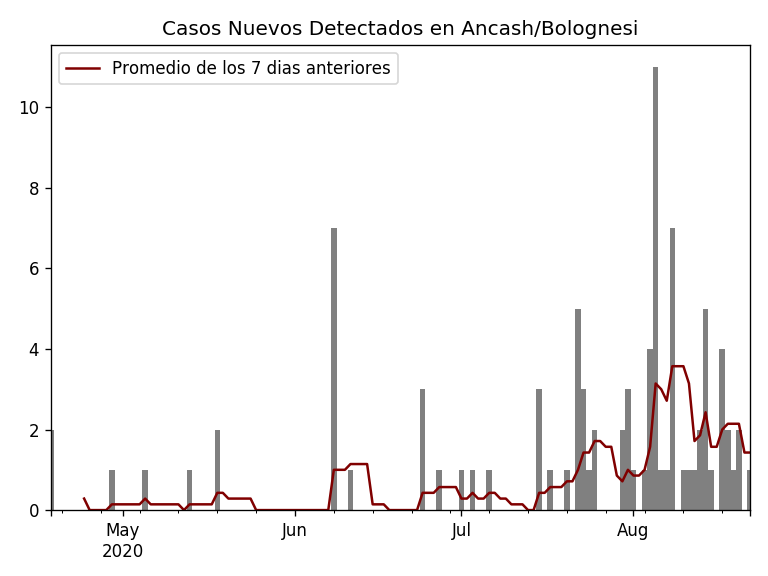 Casos Nuevos Detectados en Ancash/Bolognesi
Promedio de los 7 dias anteriores
10
8
6
4
2
0
May Jun Jul Aug
2020